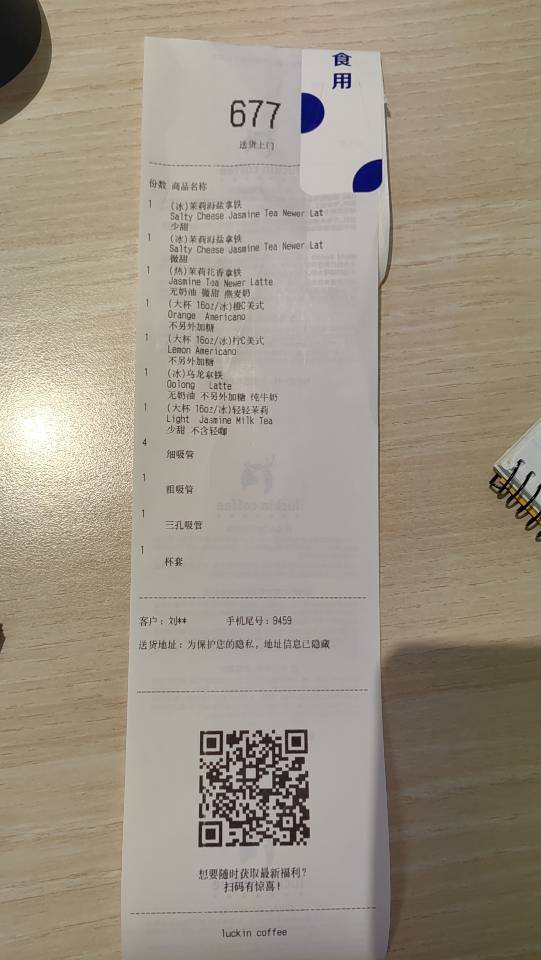 食
用
677
送货上门
份数 商品名称
1 (冰)茉莉海盐拿铁
Salty Cheese Jasmine Tea Newer Lat
少甜
1 (冰)茉莉海盐拿铁
Salty Cheese Jasmine Tea Newer Lat
微甜
1 (热)茉莉花香拿铁
Jasmine Tea Newer Latte
无奶油 微甜 燕麦奶
1 (大杯 16oz/冰)橙C美式
Orange Americano
不另外加糖
1 (大杯 16oz/冰)柠C美式
Lemon Americano
不另外加糖
1 (冰)乌龙拿铁
Oolong Latte
无奶油 不另外加糖 纯牛奶
1 (大杯 16oz/冰)轻轻茉莉
Light Jasmine Milk Tea
少甜 不含轻咖
4 细吸管
1 粗吸管
1 三孔吸管
1 杯套
客户：刘** 手机尾号：9459
送货地址：为保护您的隐私，地址信息已隐藏
想要随时获取最新福利？
扫码有惊喜！
luckin coffee